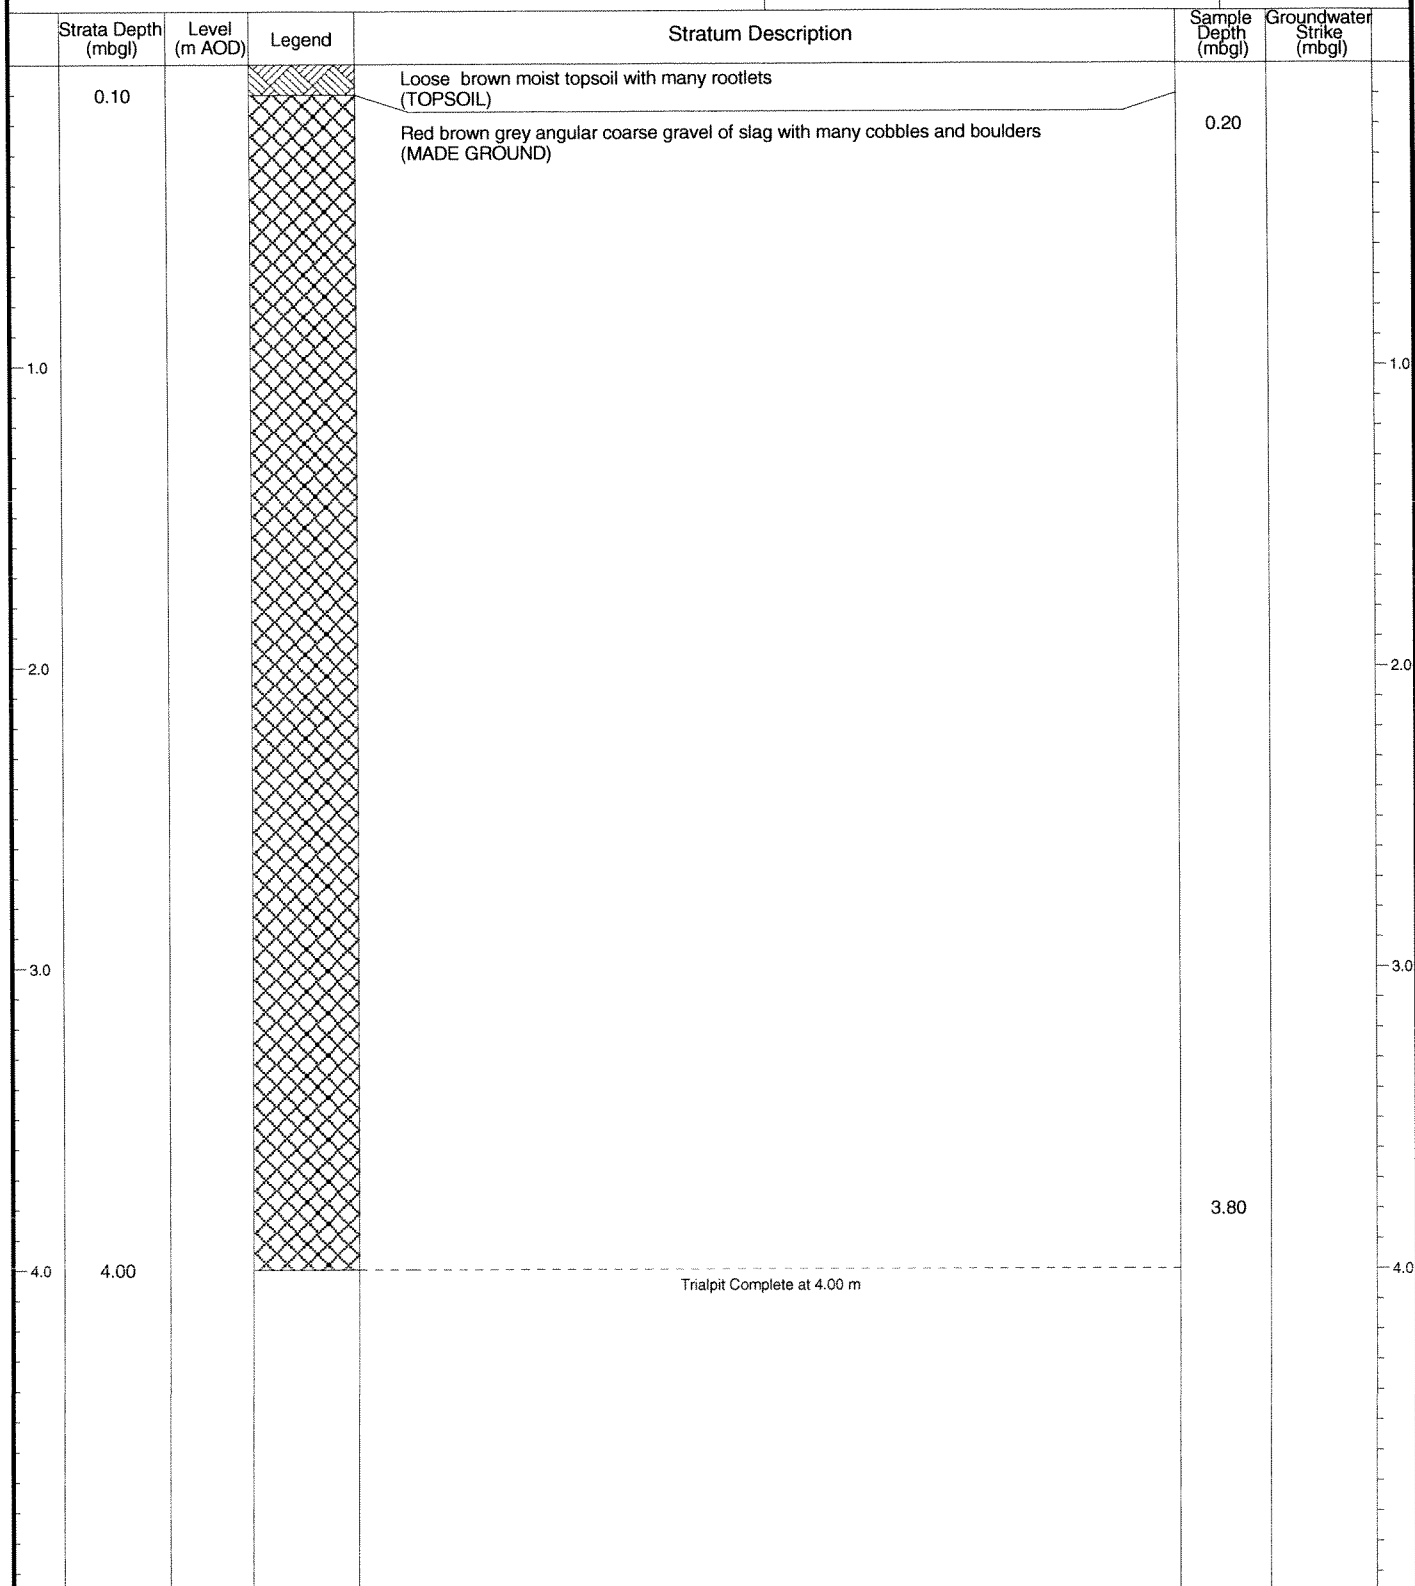 Strata Depth
(mbgl)
Level
(m AOD)
Legend
Stratum Description
Sample
Depth
(mbgl)
Groundwater
Strike
(mbgl)
Loose brown moist topsoil with many rootlets
(TOPSOIL)
0.10
0.20
Red brown grey angular coarse gravel of slag with many cobbles and boulders
(MADE GROUND)
1.0
1.0
2.0
2.0
3.0
3.0
3.80
4.0
4.00
4.0
Trialpit Complete at 4.00 m